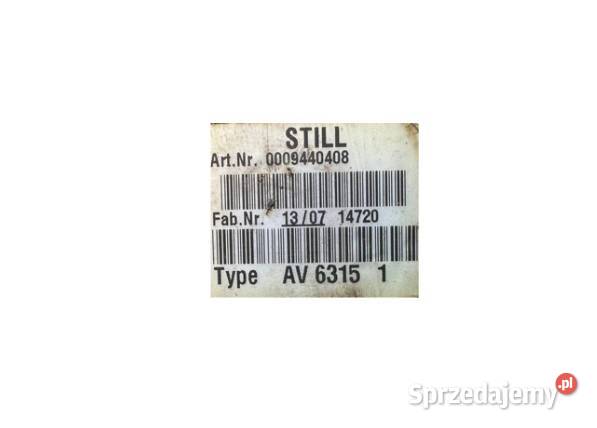 STILL
Art.Nr. 0009440408
Fab.Nr. 13/07 14720
Type AV 6315 1
Sprzedajemy.pl